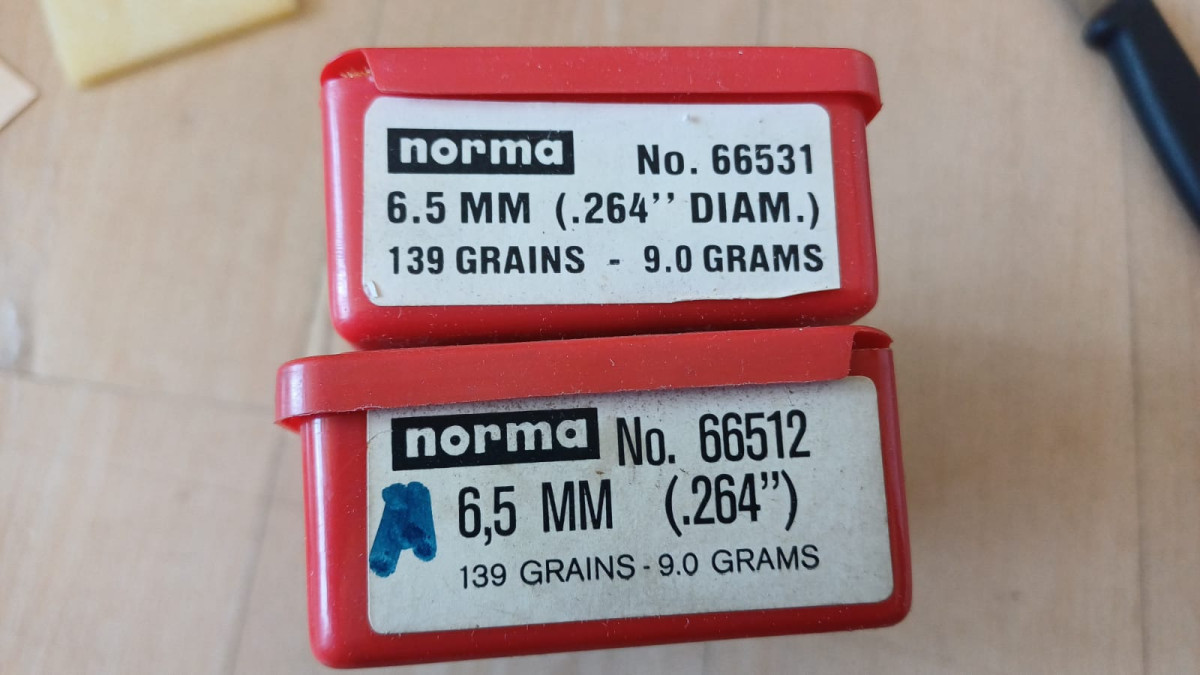 norma No. 66531
6.5 MM (.264'' DIAM.)
139 GRAINS - 9.0 GRAMS
norma No. 66512
A 6,5 MM (.264")
139 GRAINS - 9.0 GRAMS